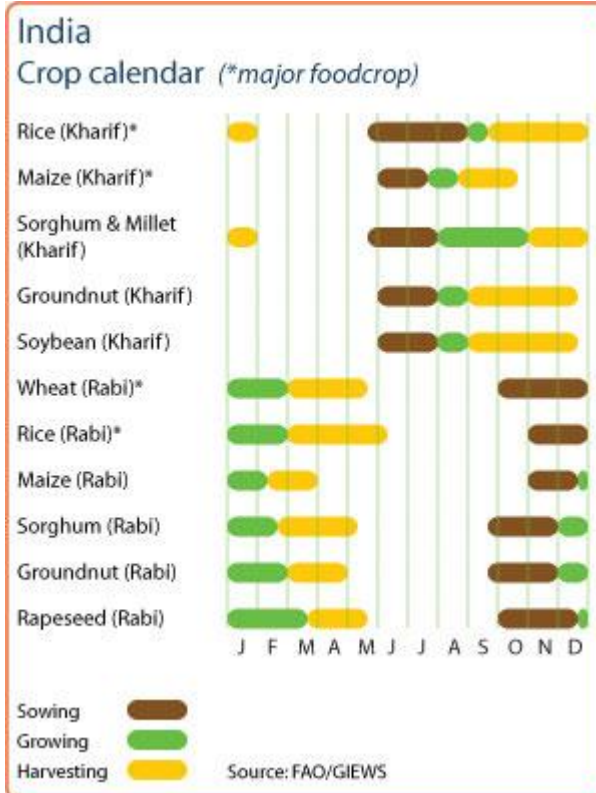 India
Crop calendar (*major foodcrop)
Rice (Kharif)*
Maize (Kharif)*
Sorghum & Millet
(Kharif)
Groundnut (Kharif)
Soybean (Kharif)
Wheat (Rabi)*
Rice (Rabi)*
Maize (Rabi)
Sorghum (Rabi)
Groundnut (Rabi)
Rapeseed (Rabi)
J F M A M J J A S O N D
Sowing
Growing
Harvesting Source: FAO/GIEWS